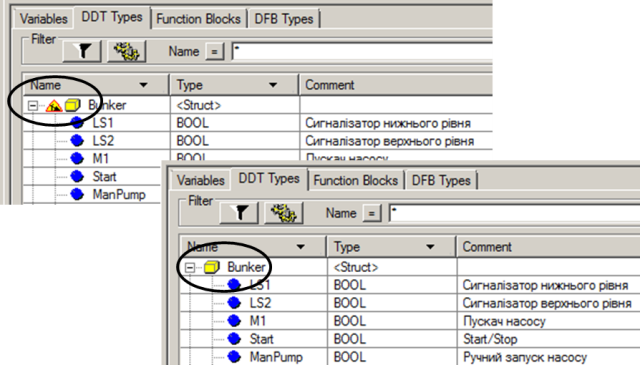 Variables DDT Types Function Blocks DFB Types
Filter
Name = *
Name Type Comment
Bunker <Struct>
LS1 BOOL Сигналізатор нижнього рівня
LS2 BOOL Сигналізатор верхнього рівня
M1 BOOL Пускач насосу
Start
ManPump
Variables DDT Types Function Blocks DFB Types
Filter
Name = *
Name Type Comment
Bunker <Struct>
LS1 BOOL Сигналізатор нижнього рівня
LS2 BOOL Сигналізатор верхнього рівня
M1 BOOL Пускач насосу
Start BOOL Start/Stop
ManPump BOOL Ручний запуск насосу